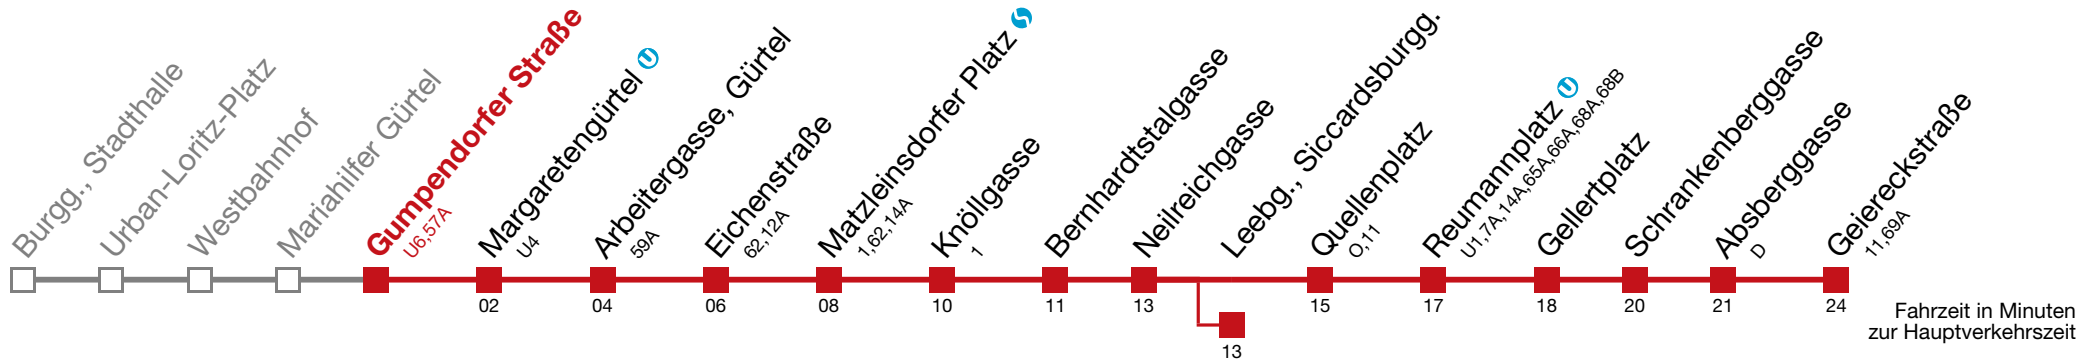 Burgg., Stadthalle
Urban-Loritz-Platz
Westbahnhof
Mariahilfer Gürtel
Gumpendorfer Straße
U6,57A
Margaretengürtel
U4
02
Arbeitergasse, Gürtel
59A
04
Eichenstraße
62,12A
06
Matzleinsdorfer Platz
1,62,14A
08
Knöllgasse
1
10
Bernhardtstalgasse
11
Neilreichgasse
13
Leebg., Siccardsburgg.
13
Quellenplatz
O,11
15
Reumannplatz
U1,7A,14A,65A,66A,68A,68B
17
Gellertplatz
18
Schrankenberggasse
20
Absberggasse
D
21
Geiereckstraße
11,69A
24
Fahrzeit in Minuten
zur Hauptverkehrszeit